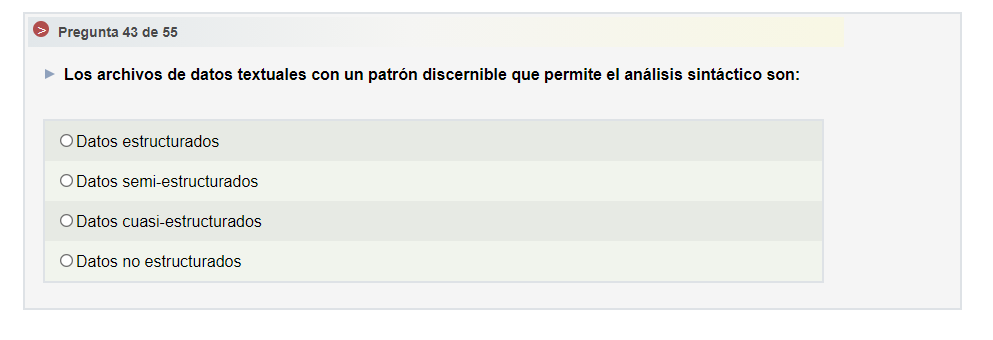 Pregunta 43 de 55
Los archivos de datos textuales con un patrón discernible que permite el análisis sintáctico son:
Datos estructurados
Datos semi-estructurados
Datos cuasi-estructurados
Datos no estructurados